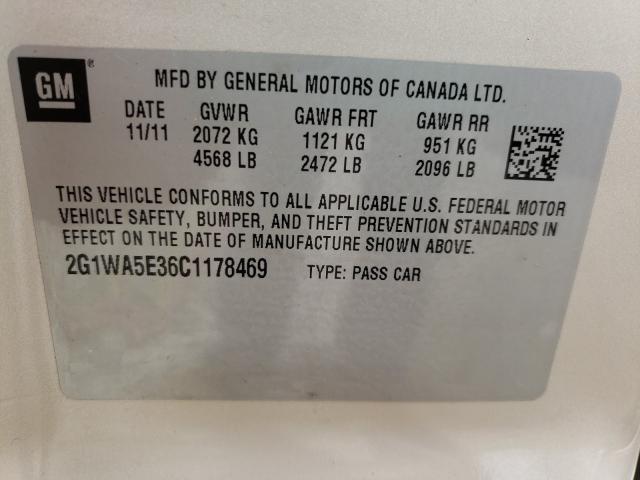 GM ®
MFD BY GENERAL MOTORS OF CANADA LTD.
DATE GVWR GAWR FRT GAWR RR
11/11 2072 KG 1121 KG 951 KG
4568 LB 2472 LB 2096 LB
THIS VEHICLE CONFORMS TO ALL APPLICABLE U.S. FEDERAL MOTOR
VEHICLE SAFETY, BUMPER, AND THEFT PREVENTION STANDARDS IN
EFFECT ON THE DATE OF MANUFACTURE SHOWN ABOVE.
2G1WA5E36C1178469 TYPE: PASS CAR